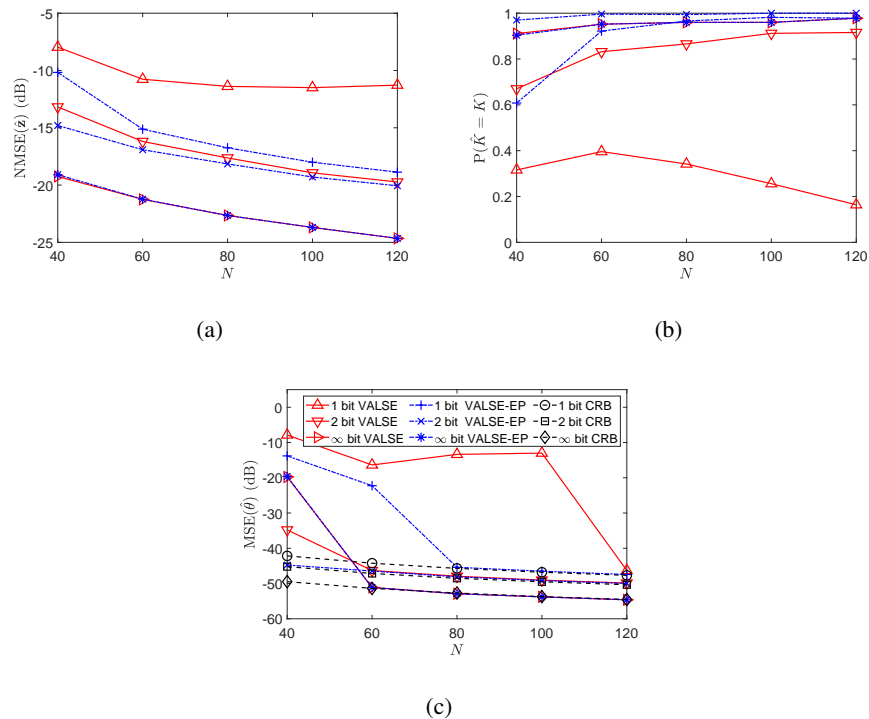 -5
-10
-15
-20
-25
NMSE(ẑ) (dB)
40 60 80 100 120
N
(a)
1
0.8
0.6
0.4
0.2
0
P(K̂ = K)
40 60 80 100 120
N
(b)
0
-10
-20
-30
-40
-50
-60
MSE(θ̂) (dB)
1 bit VALSE 1 bit VALSE-EP 1 bit CRB
2 bit VALSE 2 bit VALSE-EP 2 bit CRB
∞ bit VALSE ∞ bit VALSE-EP ∞ bit CRB
40 60 80 100 120
N
(c)